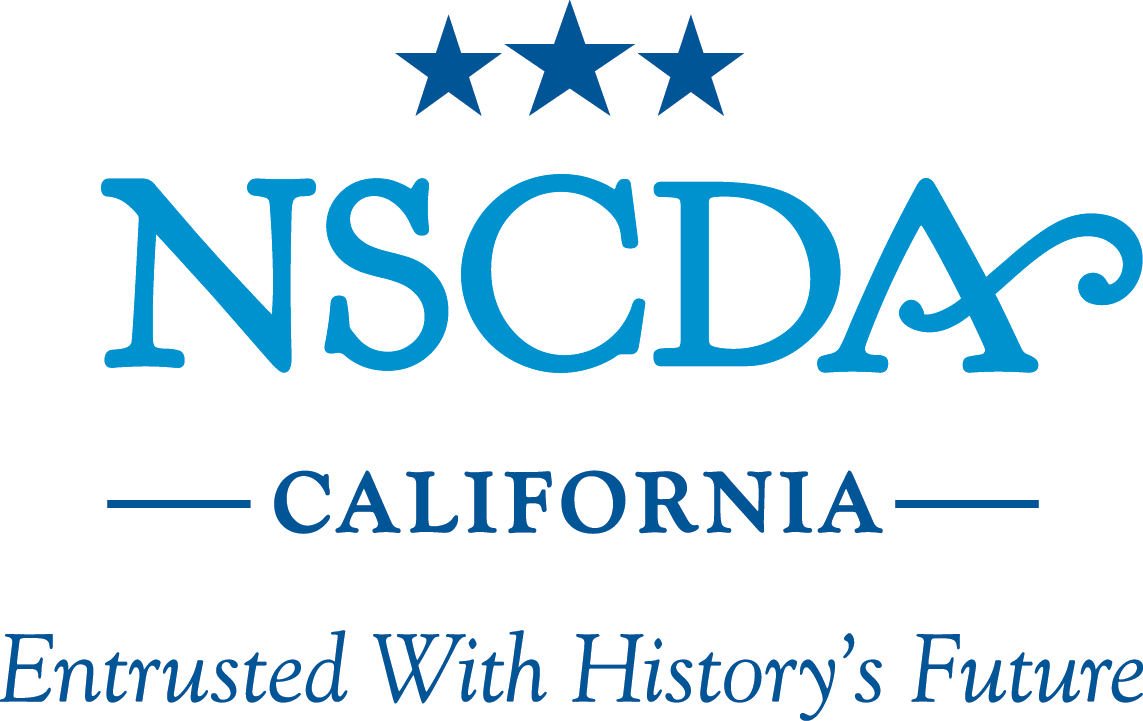 NSCDA
CALIFORNIA
Entrusted With History’s Future